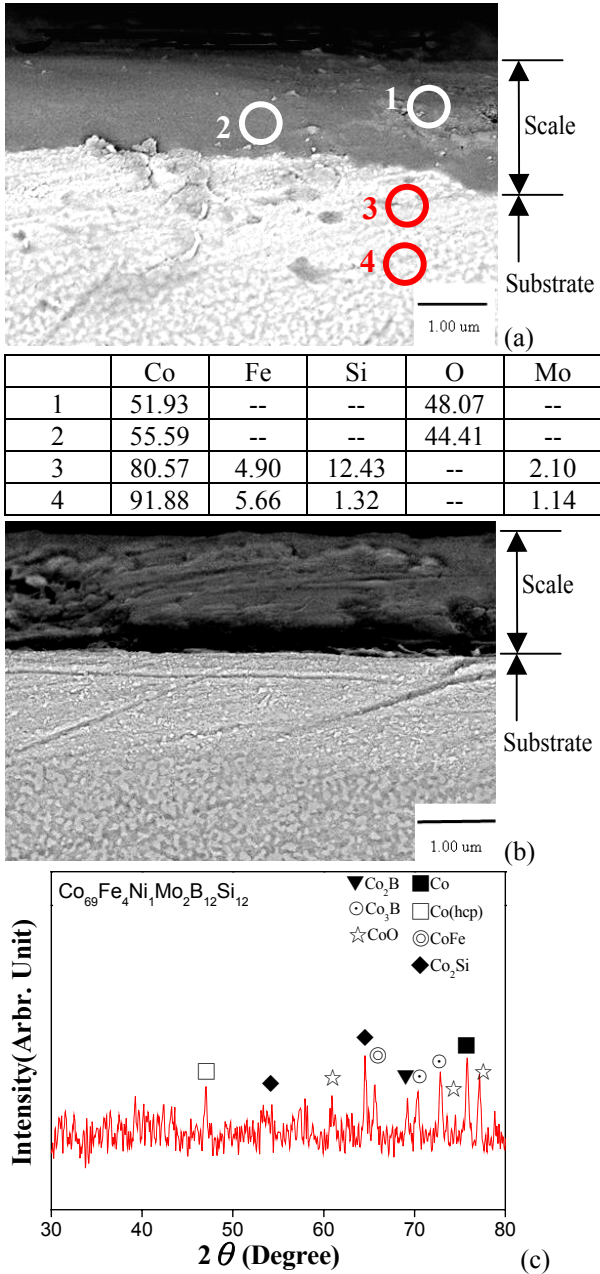 1
2
3
4
Scale
Substrate
1.00 um
(a)
Co Fe Si O Mo
1 51.93 -- -- 48.07 --
2 55.59 -- -- 44.41 --
3 80.57 4.90 12.43 -- 2.10
4 91.88 5.66 1.32 -- 1.14
Scale
Substrate
1.00 um
(b)
Co69Fe4Ni1Mo2B12Si12
▼Co2B ■Co
⊙Co3B □Co(hcp)
☆CoO ◎CoFe
◆Co2Si
Intensity(Arbr. Unit)
30 40 50 60 70 80
2θ (Degree)
(c)